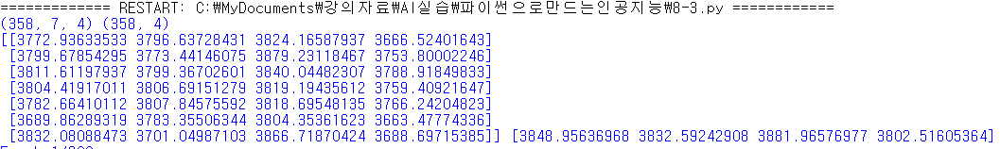 ============= RESTART: C:\MyDocuments\강의자료\AI실습\파이썬으로만드는인공지능\8-3.py ============
(358, 7, 4) (358, 4)
[[3772.93633533 3796.63728431 3824.16587937 3666.52401643]
[3799.67854295 3773.44146075 3879.23118467 3753.80002246]
[3811.61197937 3799.36702601 3840.04482307 3788.91849833]
[3804.41917011 3806.69151279 3819.19435612 3759.40921647]
[3782.66410112 3807.84575592 3818.69548135 3766.24204823]
[3689.86289319 3783.35506344 3804.35361623 3663.47774336]
[3832.08088473 3701.04987103 3866.71870424 3688.69715385]] [3848.95636968 3832.59242908 3881.96576977 3802.51605364]